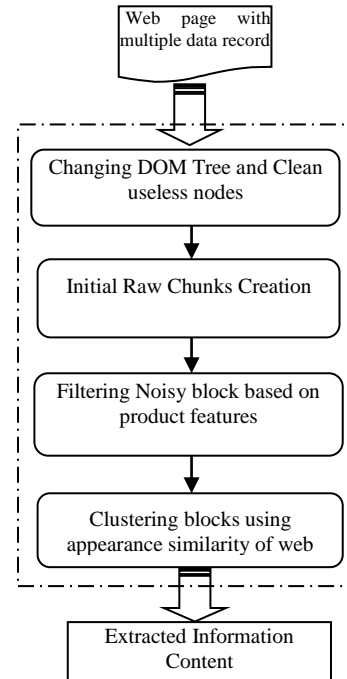 Web page with
multiple data record
Changing DOM Tree and Clean
useless nodes
Initial Raw Chunks Creation
Filtering Noisy block based on
product features
Clustering blocks using
appearance similarity of web
Extracted Information
Content